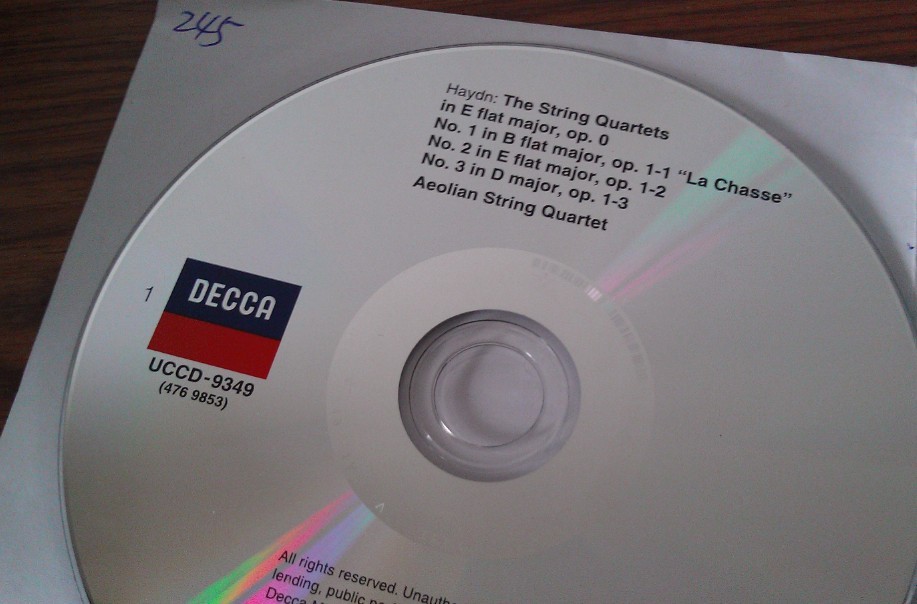 245
Haydn: The String Quartets
in E flat major, op. 0
No. 1 in B flat major, op. 1-1 “La Chasse”
No. 2 in E flat major, op. 1-2
No. 3 in D major, op. 1-3
Aeolian String Quartet
1
DECCA
UCCD-9349
(476 9853)
All rights reserved.
lending, public
Decca